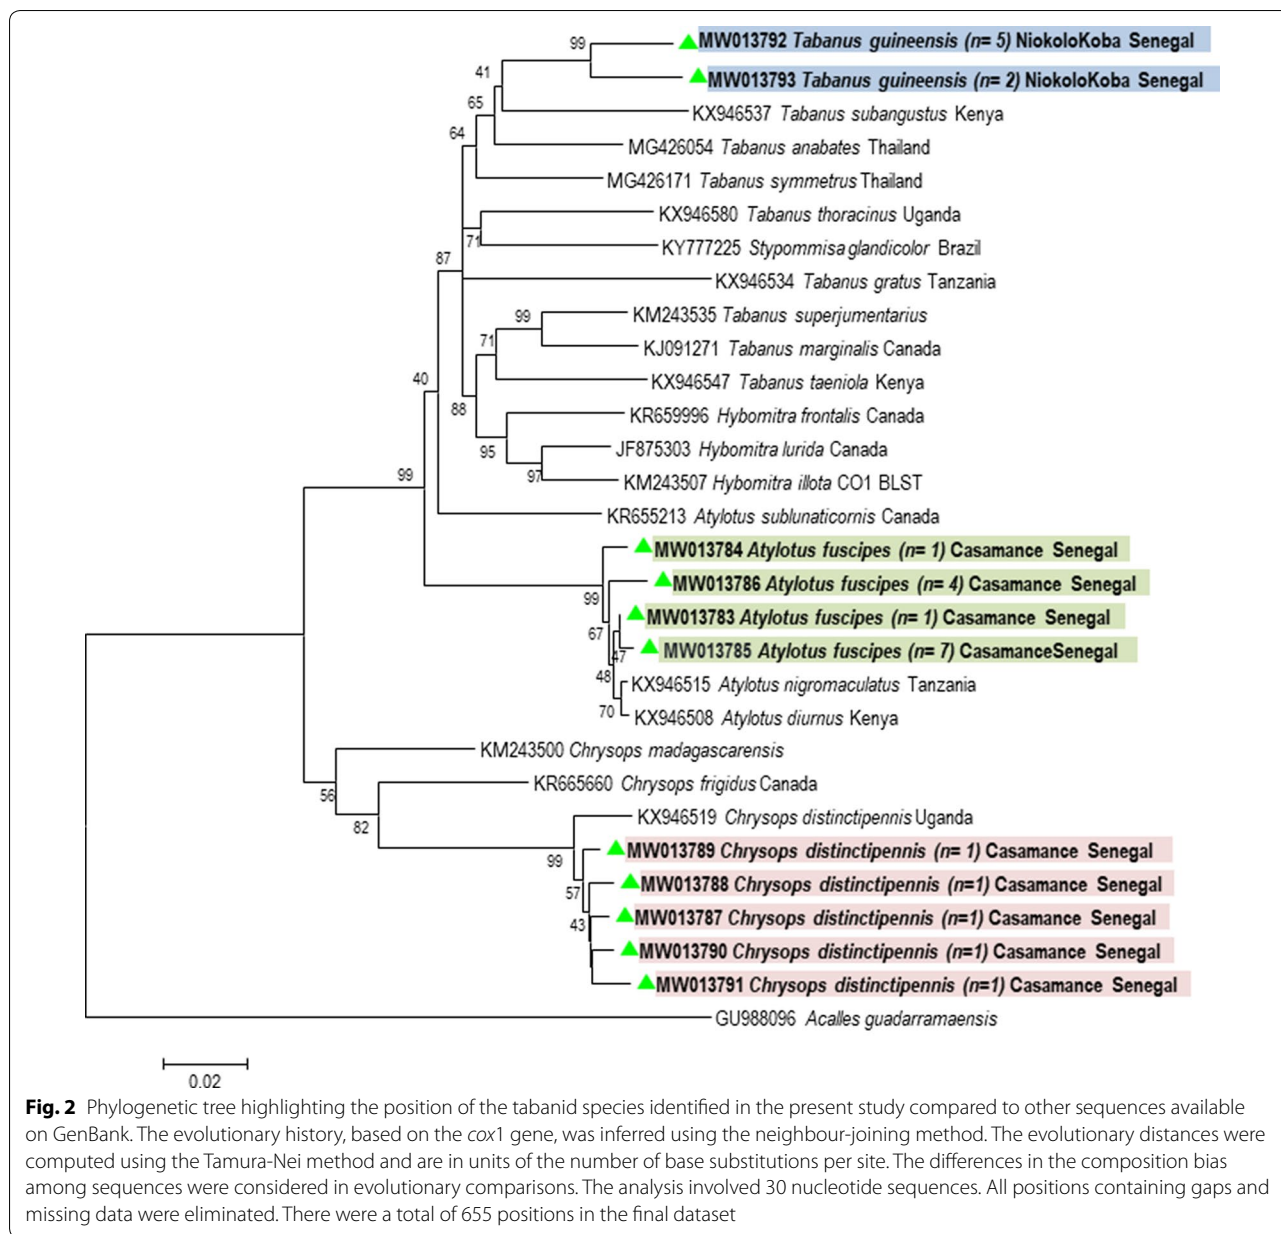 99
MW013792 Tabanus guineensis (n= 5) NiokoloKoba Senegal
41
MW013793 Tabanus guineensis (n= 2) NiokoloKoba Senegal
65
KX946537 Tabanus subangustus Kenya
64
MG426054 Tabanus anabates Thailand
MG426171 Tabanus symmetrus Thailand
KX946580 Tabanus thoracinus Uganda
71
KY777225 Stypommisa glandicolor Brazil
87
KX946534 Tabanus gratus Tanzania
99
KM243535 Tabanus superjumentarius
71
KJ091271 Tabanus marginalis Canada
40
KX946547 Tabanus taeniola Kenya
88
KR659996 Hybomitra frontalis Canada
95
JF875303 Hybomitra lurida Canada
97
KM243507 Hybomitra illota CO1 BLST
99
KR655213 Atylotus sublunaticornis Canada
MW013784 Atylotus fuscipes (n= 1) Casamance Senegal
MW013786 Atylotus fuscipes (n= 4) Casamance Senegal
99
MW013783 Atylotus fuscipes (n= 1) Casamance Senegal
67
MW013785 Atylotus fuscipes (n= 7) CasamanceSenegal
47
48
KX946515 Atylotus nigromaculatus Tanzania
70
KX946508 Atylotus diurnus Kenya
KM243500 Chrysops madagascarensis
56
KR665660 Chrysops frigidus Canada
82
KX946519 Chrysops distinctipennis Uganda
99
MW013789 Chrysops distinctipennis (n= 1) Casamance Senegal
57
MW013788 Chrysops distinctipennis (n=1) Casamance Senegal
43
MW013787 Chrysops distinctipennis (n=1) Casamance Senegal
MW013790 Chrysops distinctipennis (n=1) Casamance Senegal
MW013791 Chrysops distinctipennis (n=1) Casamance Senegal
GU988096 Acalles guadarramaensis
0.02
Fig. 2 Phylogenetic tree highlighting the position of the tabanid species identified in the present study compared to other sequences available
on GenBank. The evolutionary history, based on the cox1 gene, was inferred using the neighbour-joining method. The evolutionary distances were
computed using the Tamura-Nei method and are in units of the number of base substitutions per site. The differences in the composition bias
among sequences were considered in evolutionary comparisons. The analysis involved 30 nucleotide sequences. All positions containing gaps and
missing data were eliminated. There were a total of 655 positions in the final dataset